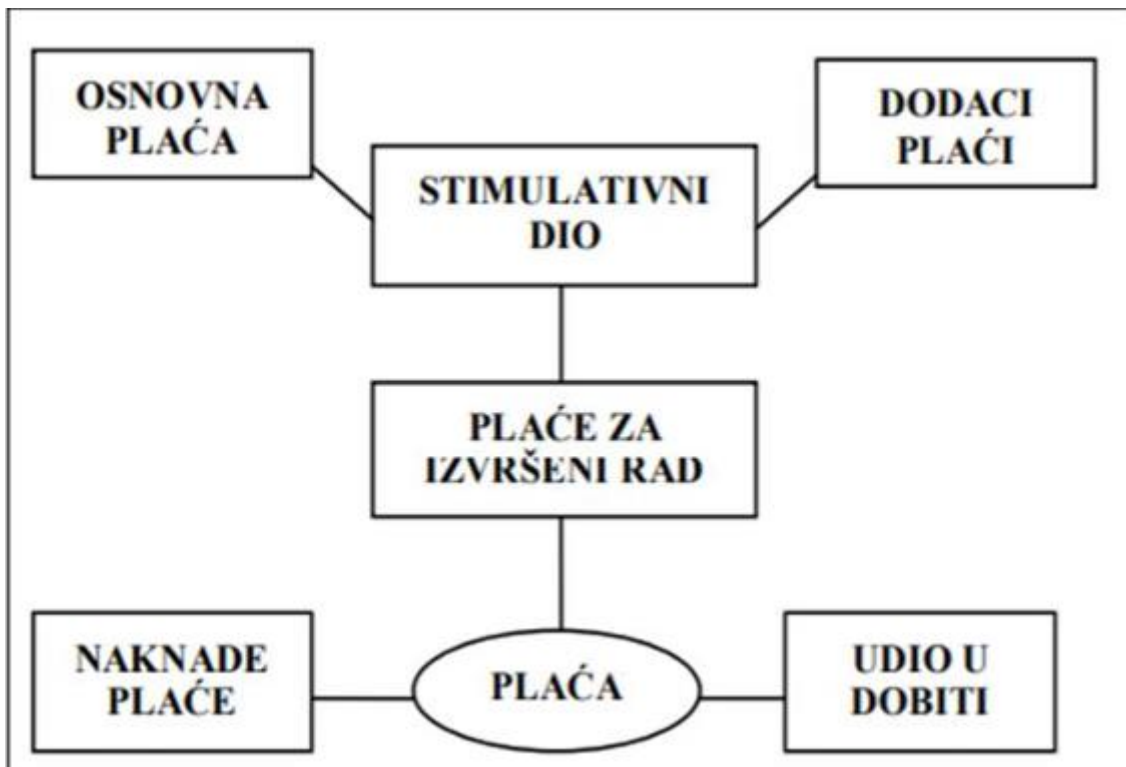 OSNOVNA
PLAĆA
DODACI
PLAĆI
STIMULATIVNI
DIO
PLAĆE ZA
IZVRŠENI RAD
NAKNADE
PLAĆE
PLAĆA
UDIO U
DOBITI